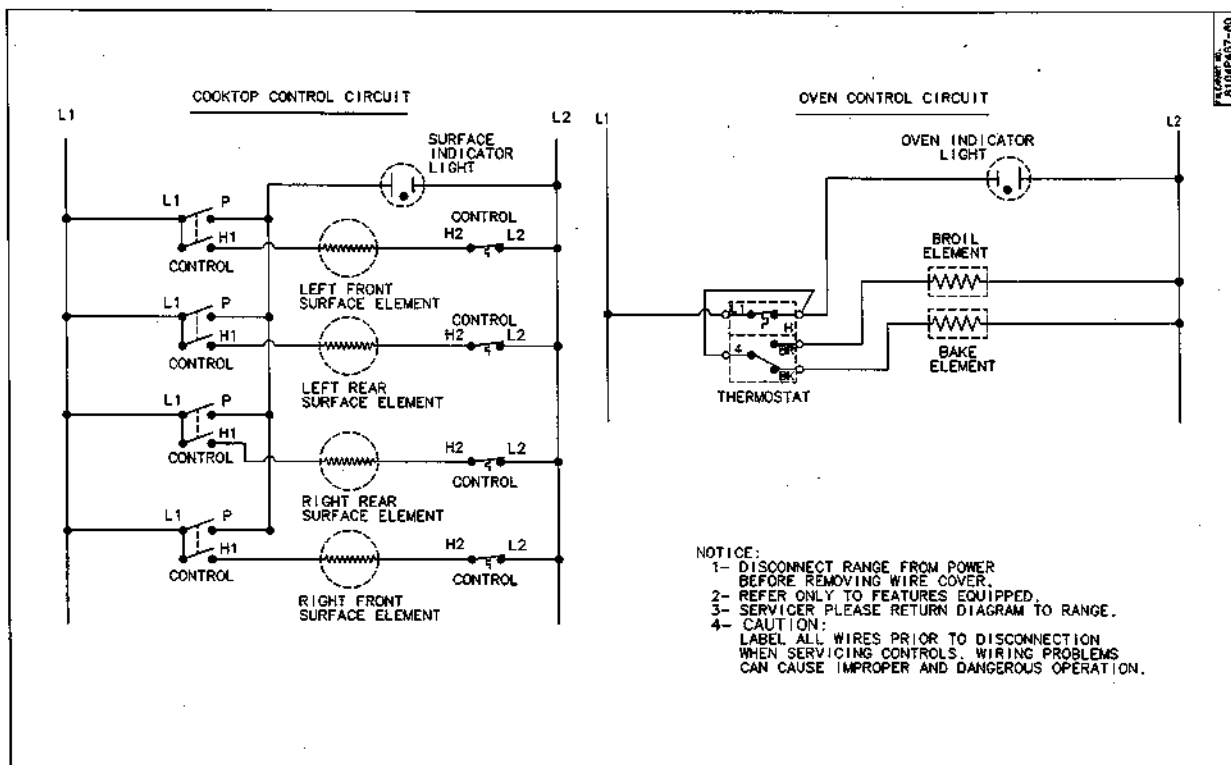 COOKTOP CONTROL CIRCUIT
L1
L2
SURFACE
INDICATOR
LIGHT
L1 P
H1
CONTROL
LEFT FRONT
SURFACE ELEMENT
CONTROL
H2 L2
L1 P
H1
CONTROL
LEFT REAR
SURFACE ELEMENT
CONTROL
H2 L2
L1 P
H1
CONTROL
RIGHT REAR
SURFACE ELEMENT
H2 L2
CONTROL
L1 P
H1
CONTROL
RIGHT FRONT
SURFACE ELEMENT
H2 L2
CONTROL
OVEN CONTROL CIRCUIT
L1
L2
OVEN INDICATOR
LIGHT
BROIL
ELEMENT
BAKE
ELEMENT
L1
H
4
BR
BK
THERMOSTAT
NOTICE:
1- DISCONNECT RANGE FROM POWER
BEFORE REMOVING WIRE COVER.
2- REFER ONLY TO FEATURES EQUIPPED.
3- SERVICER PLEASE RETURN DIAGRAM TO RANGE.
4- CAUTION:
LABEL ALL WIRES PRIOR TO DISCONNECTION
WHEN SERVICING CONTROLS. WIRING PROBLEMS
CAN CAUSE IMPROPER AND DANGEROUS OPERATION.